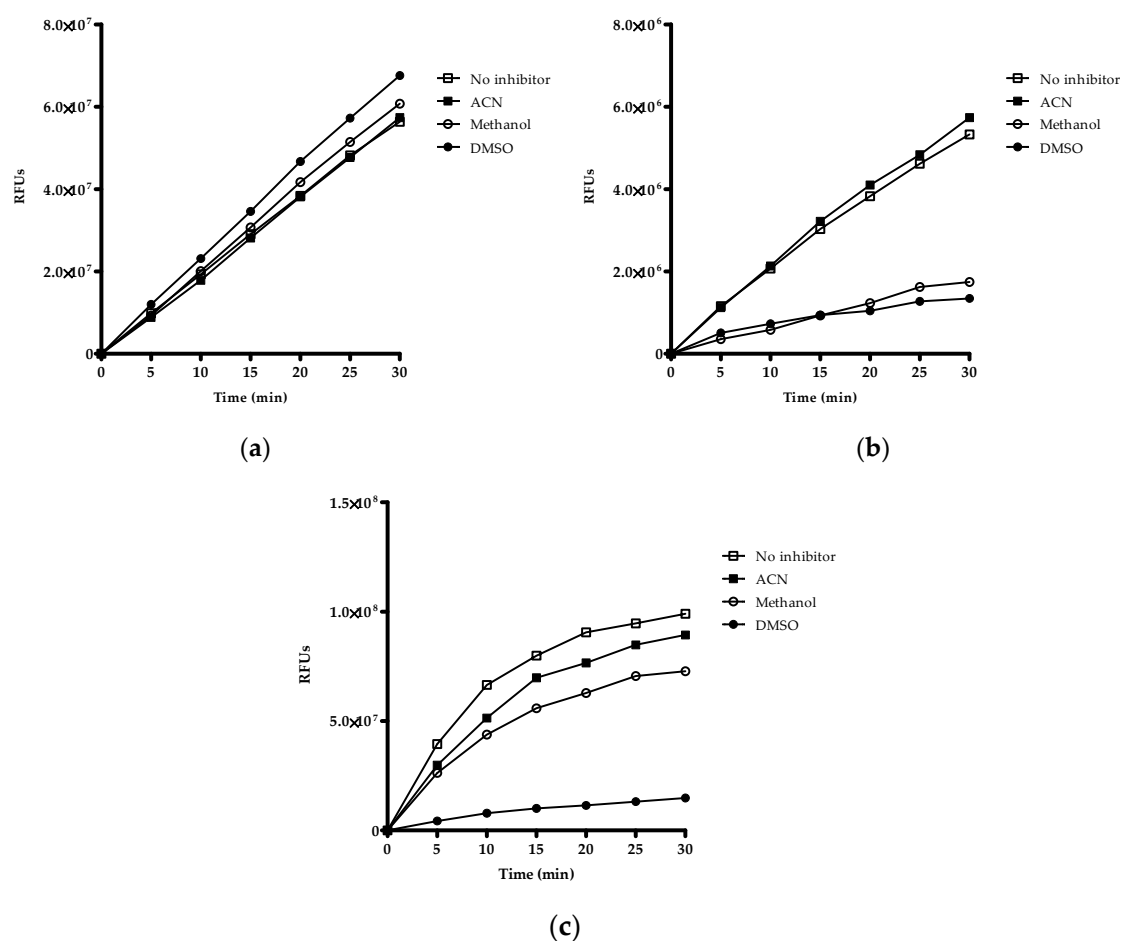 8.0×10⁷
6.0×10⁷
4.0×10⁷
2.0×10⁷
0
RFUs
0 5 10 15 20 25 30
Time (min)
No inhibitor
ACN
Methanol
DMSO
(a)
8.0×10⁶
6.0×10⁶
4.0×10⁶
2.0×10⁶
0
RFUs
0 5 10 15 20 25 30
Time (min)
No inhibitor
ACN
Methanol
DMSO
(b)
1.5×10⁸
1.0×10⁸
5.0×10⁷
0
RFUs
0 5 10 15 20 25 30
Time (min)
No inhibitor
ACN
Methanol
DMSO
(c)